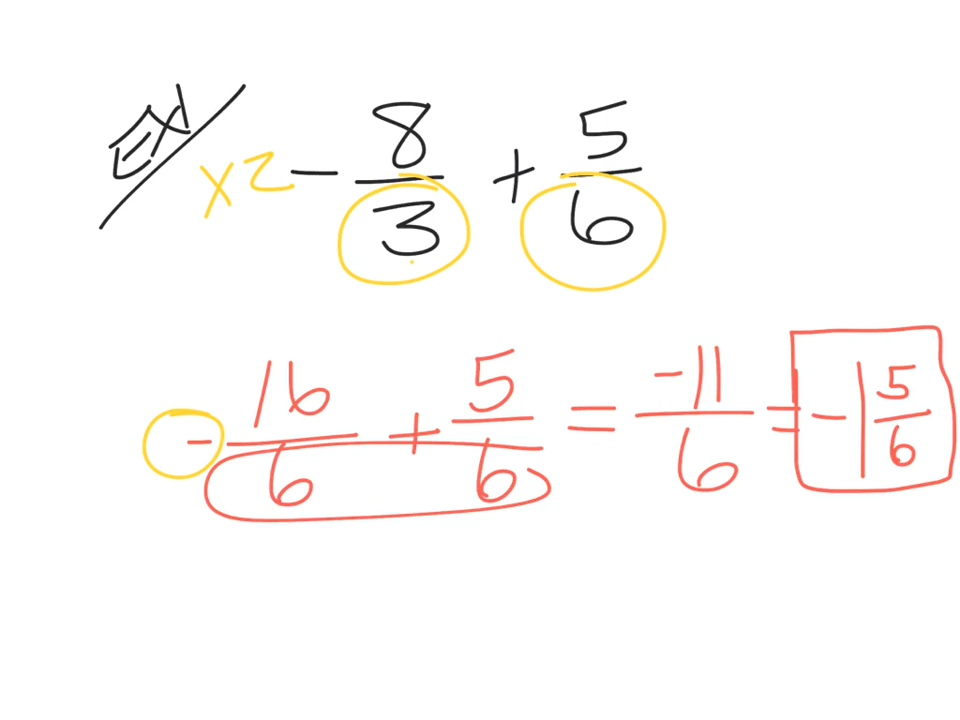 Ex/ x2 - 8/3 + 5/6
- 16/6 + 5/6 = -11/6 = -1 5/6